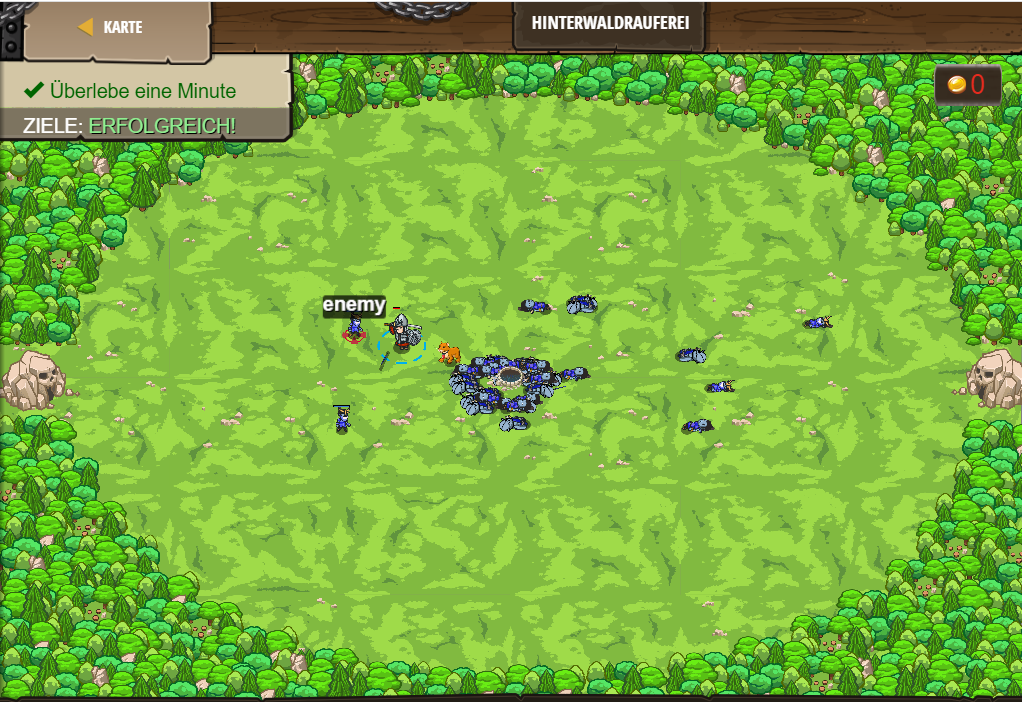 KARTE
HINTERWALDRAUFEREI
✔ Überlebe eine Minute
0
ZIELE: ERFOLGREICH!
enemy